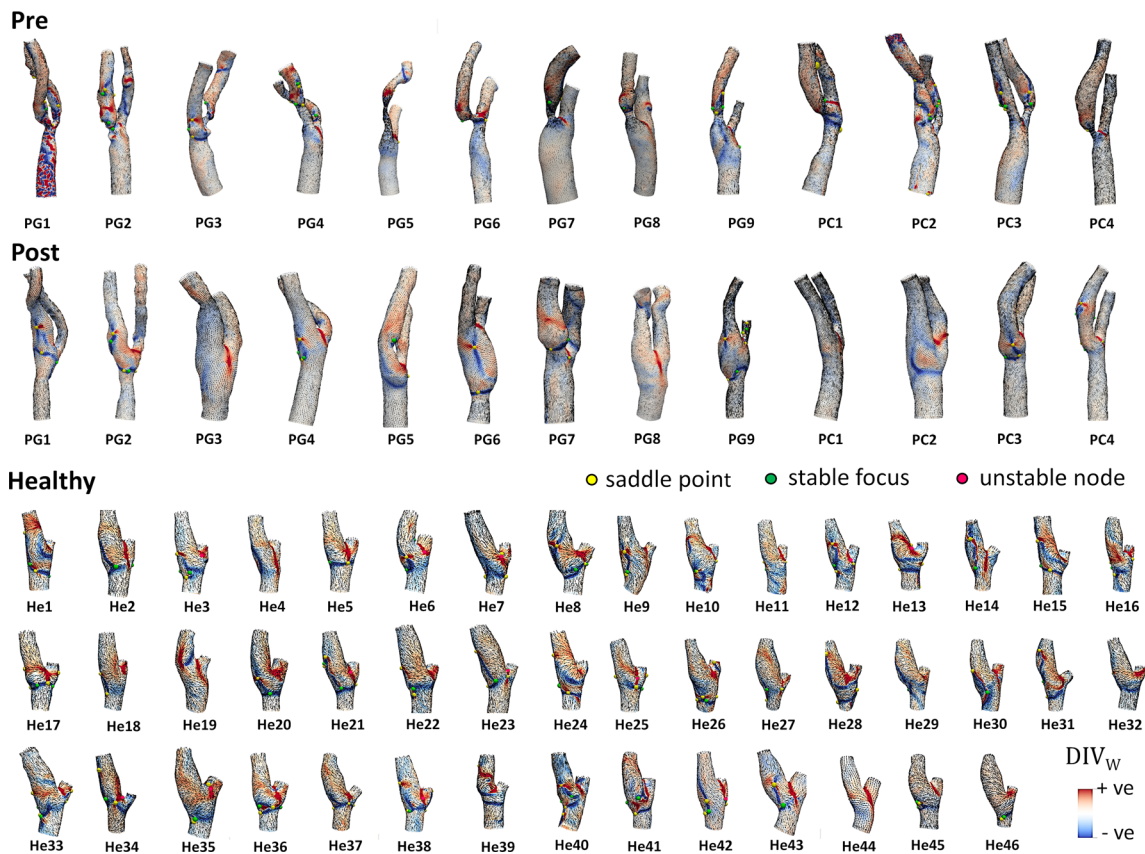 Pre
PG1 PG2 PG3 PG4 PG5 PG6 PG7 PG8 PG9 PC1 PC2 PC3 PC4
Post
PG1 PG2 PG3 PG4 PG5 PG6 PG7 PG8 PG9 PC1 PC2 PC3 PC4
Healthy
saddle point stable focus unstable node
He1 He2 He3 He4 He5 He6 He7 He8 He9 He10 He11 He12 He13 He14 He15 He16
He17 He18 He19 He20 He21 He22 He23 He24 He25 He26 He27 He28 He29 He30 He31 He32
DIV_W
+ ve
- ve
He33 He34 He35 He36 He37 He38 He39 He40 He41 He42 He43 He44 He45 He46